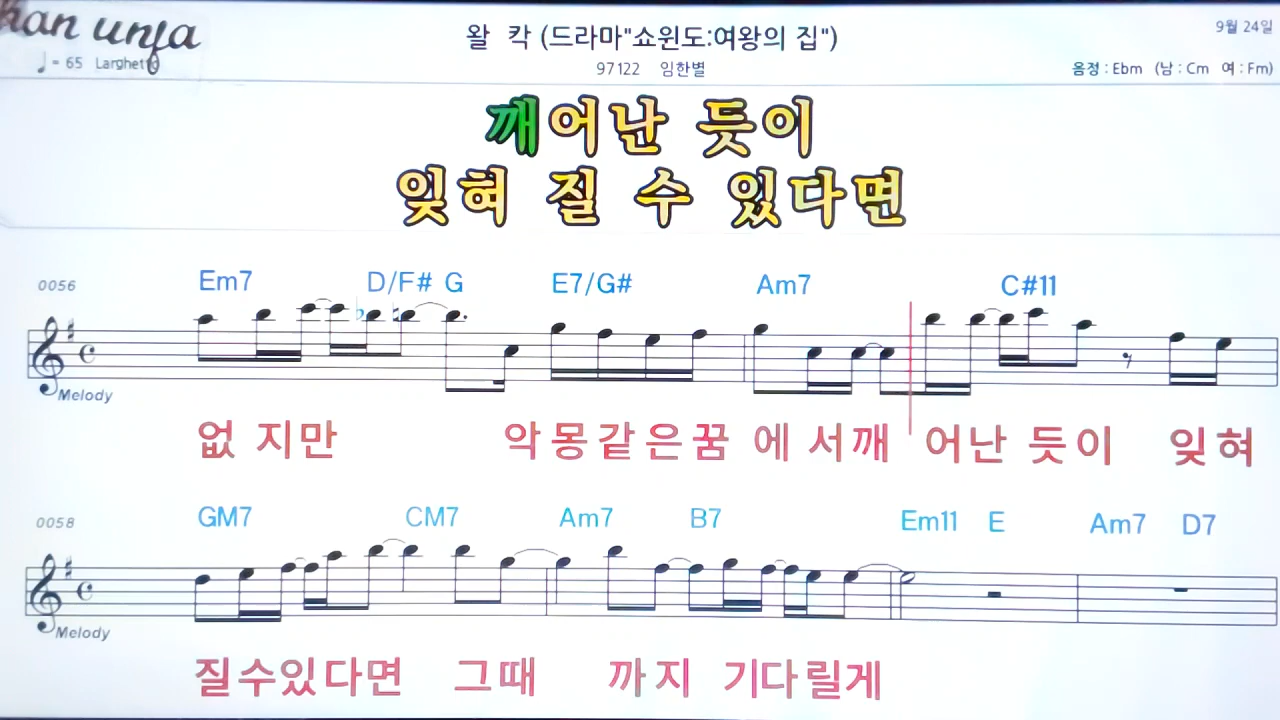 왈 칵 (드라마"쇼윈도:여왕의 집")
9월 24일
♩= 65 Larghetto
97122 임한별
음정 : Ebm (남 : Cm 여 : Fm)
깨어난 듯이
잊혀 질 수 있다면
0056
Em7 D/F# G E7/G# Am7 C#11
Melody
없 지만 악 몽 같 은 꿈 에 서 깨 어난 듯 이 잊 혀
0058
GM7 CM7 Am7 B7 Em11 E Am7 D7
Melody
질수있다면 그때 까 지 기다릴게